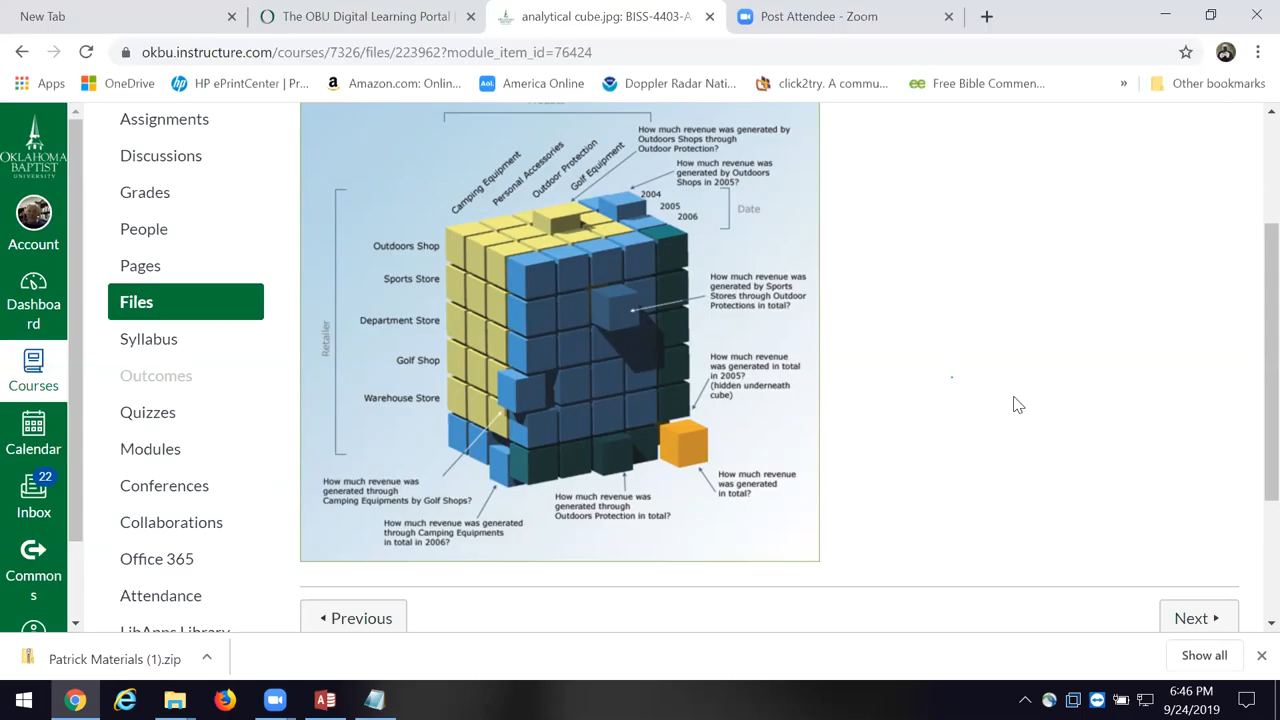 New Tab
The OBU Digital Learning Portal
analytical cube.jpg: BISS-4403-A
Post Attendee - Zoom
okbu.instructure.com/courses/7326/files/223962?module_item_id=76424
Apps
OneDrive
HP ePrintCenter | Pr...
Amazon.com: Onlin...
Aol.
America Online
Doppler Radar Nati...
click2try. A commu...
Free Bible Commen...
»
Other bookmarks
OKLAHOMA
BAPTIST
UNIVERSITY
Account
Dashboa
rd
Courses
Calendar
22
Inbox
Common
s
Assignments
Discussions
Grades
People
Pages
Files
Syllabus
Outcomes
Quizzes
Modules
Conferences
Collaborations
Office 365
Attendance
LibApps Library
Camping Equipment
Personal Accessories
Outdoor Protection
Golf Equipment
How much revenue was generated by
Outdoors Shops through
Outdoor Protection?
How much revenue was
generated by Outdoors
Shops in 2005?
2004
2005
2006
Date
Retailer
Outdoors Shop
Sports Store
Department Store
Golf Shop
Warehouse Store
How much revenue was
generated by Sports
Stores through Outdoor
Protections in total?
How much revenue
was generated in total
in 2005?
(hidden underneath
cube)
How much revenue
was generated
in total?
How much revenue was
generated through
Camping Equipments by Golf Shops?
How much revenue was generated
through Camping Equipments
in total in 2006?
How much revenue was
generated through
Outdoors Protection in total?
Previous
Next
Patrick Materials (1).zip
Show all
6:46 PM
9/24/2019